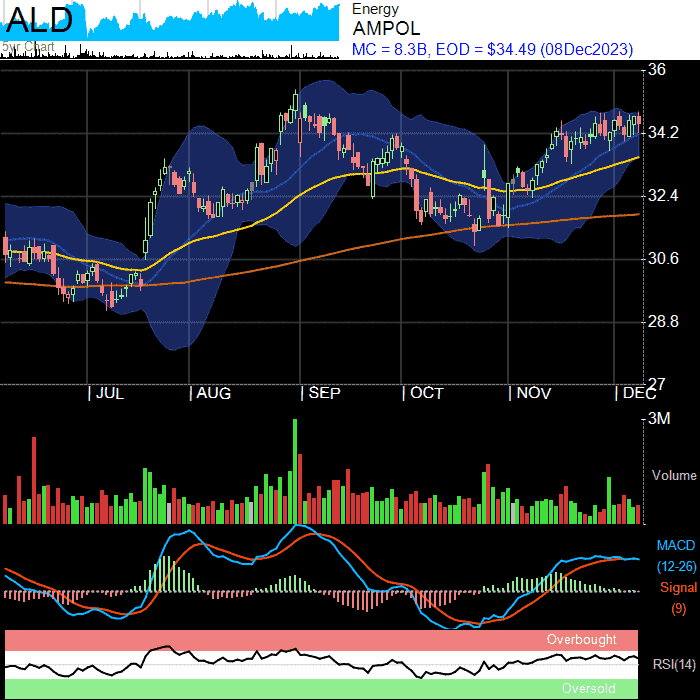 ALD
5yr Chart
Energy
AMPOL
MC = 8.3B, EOD = $34.49 (08Dec2023)
36
34.2
32.4
30.6
28.8
27
JUL AUG SEP OCT NOV DEC
3M
Volume
MACD
(12-26)
Signal
(9)
Overbought
RSI(14)
Oversold